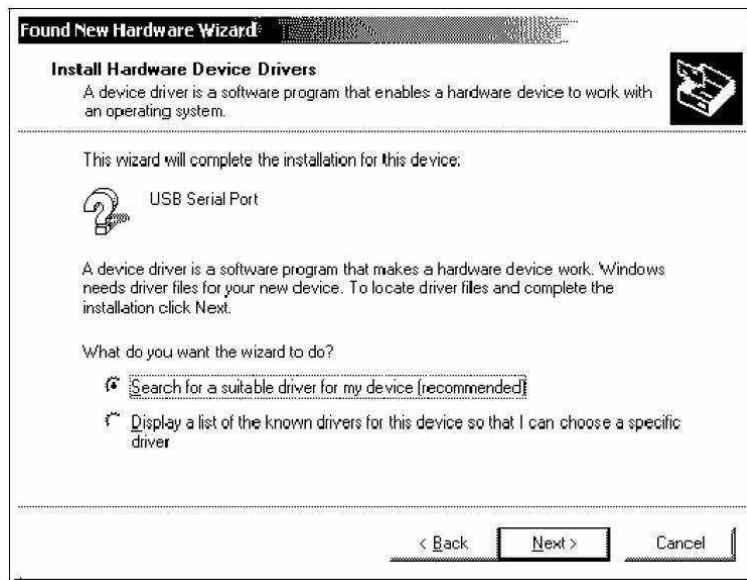 Found New Hardware Wizard
Install Hardware Device Drivers
A device driver is a software program that enables a hardware device to work with
an operating system.
This wizard will complete the installation for this device:
USB Serial Port
A device driver is a software program that makes a hardware device work. Windows
needs driver files for your new device. To locate driver files and complete the
installation click Next.
What do you want the wizard to do?
Search for a suitable driver for my device (recommended)
Display a list of the known drivers for this device so that I can choose a specific
driver
< Back Next > Cancel